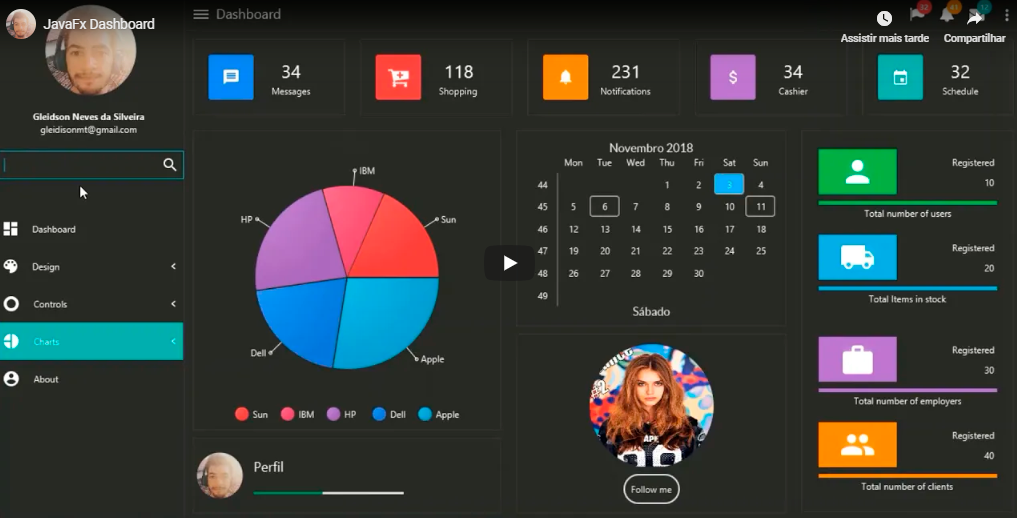 JavaFx Dashboard
Dashboard
32
43
12
Assistir mais tarde
Compartilhar
Gleidson Neves da Silveira
gleidisonmt@gmail.com
Dashboard
Design
Controls
Charts
About
34
Messages
118
Shopping
231
Notifications
34
Cashier
32
Schedule
IBM
Sun
HP
Dell
Apple
Sun IBM HP Dell Apple
Perfil
Novembro 2018
Mon Tue Wed Thu Fri Sat Sun
44 1 2 3 4
45 5 6 7 8 9 10 11
46 12 13 14 15 16 17 18
47 19 20 21 22 23 24 25
48 26 27 28 29 30
49
Sábado
Follow me
Registered
10
Total number of users
Registered
20
Total Items in stock
Registered
30
Total number of employers
Registered
40
Total number of clients